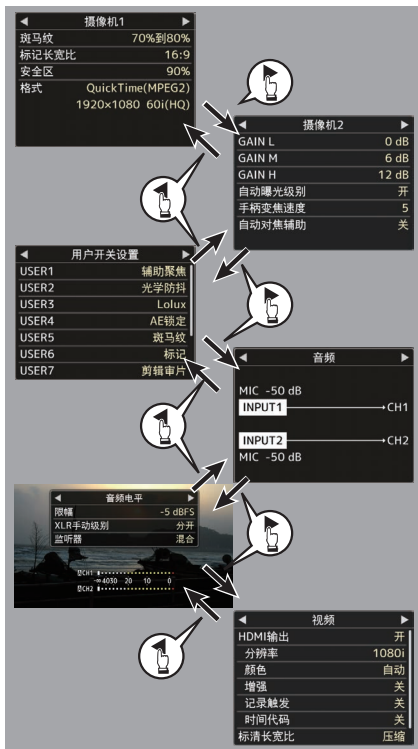 ◀ 摄像机1 ▶
斑马纹 70%到80%
标记长宽比 16:9
安全区 90%
格式 QuickTime(MPEG2)
1920×1080 60i(HQ)
◀ 摄像机2 ▶
GAIN L 0 dB
GAIN M 6 dB
GAIN H 12 dB
自动曝光级别 开
手柄变焦速度 5
自动对焦辅助 关
◀ 用户开关设置 ▶
USER1 辅助聚焦
USER2 光学防抖
USER3 Lolux
USER4 AE锁定
USER5 斑马纹
USER6 标记
USER7 剪辑审片
◀ 音频 ▶
MIC -50 dB
INPUT1 CH1
INPUT2 CH2
MIC -50 dB
◀ 音频电平 ▶
限幅 -5 dBFS
XLR手动级别 分开
监听器 混合
CH1
-∞ 40 30 20 10 0
CH2
◀ 视频 ▶
HDMI输出 开
分辨率 1080i
颜色 自动
增强 关
记录触发 关
时间代码 关
标清长宽比 压缩